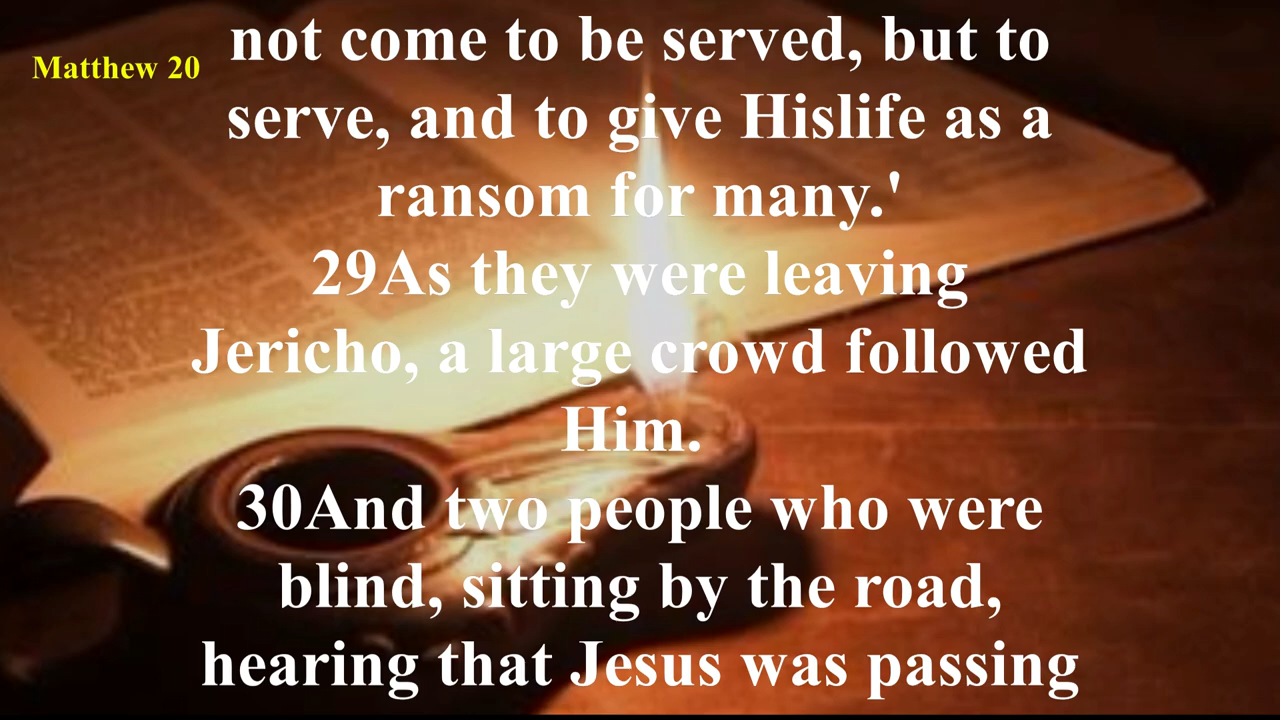 Matthew 20
not come to be served, but to
serve, and to give Hislife as a
ransom for many.'
29As they were leaving
Jericho, a large crowd followed
Him.
30And two people who were
blind, sitting by the road,
hearing that Jesus was passing